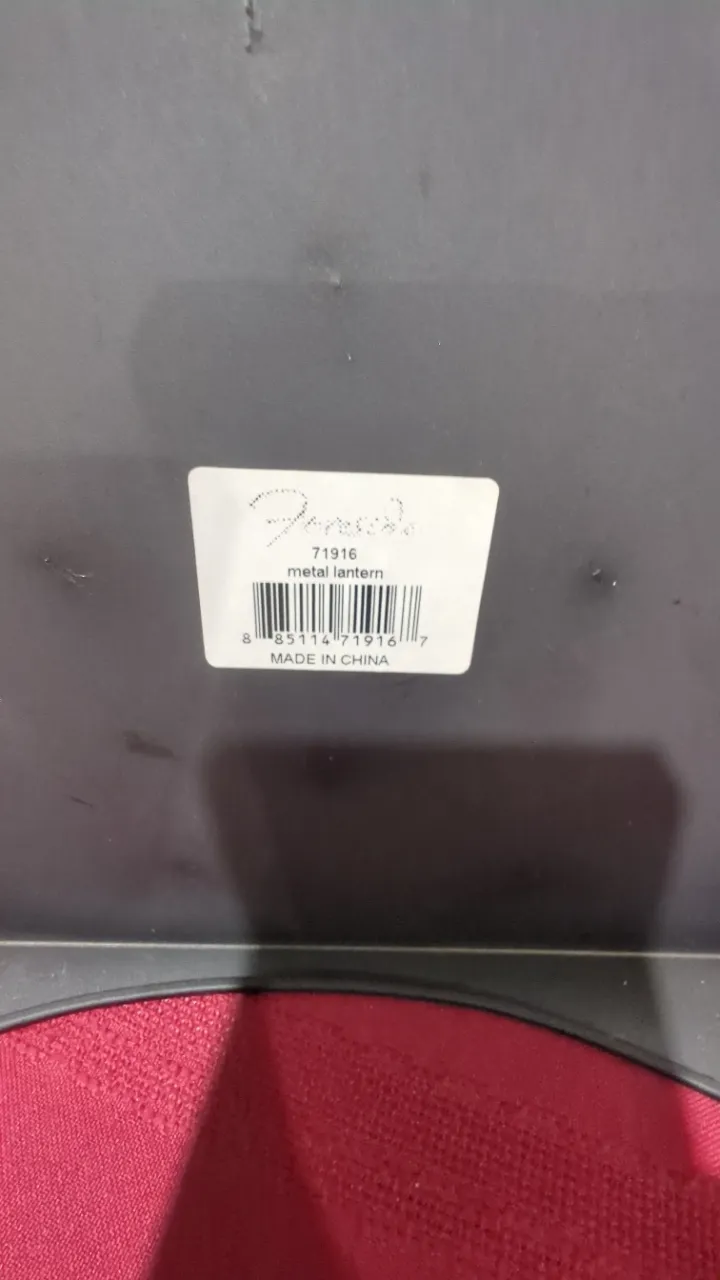 71916
metal lantern
8 85114 71916 7
MADE IN CHINA